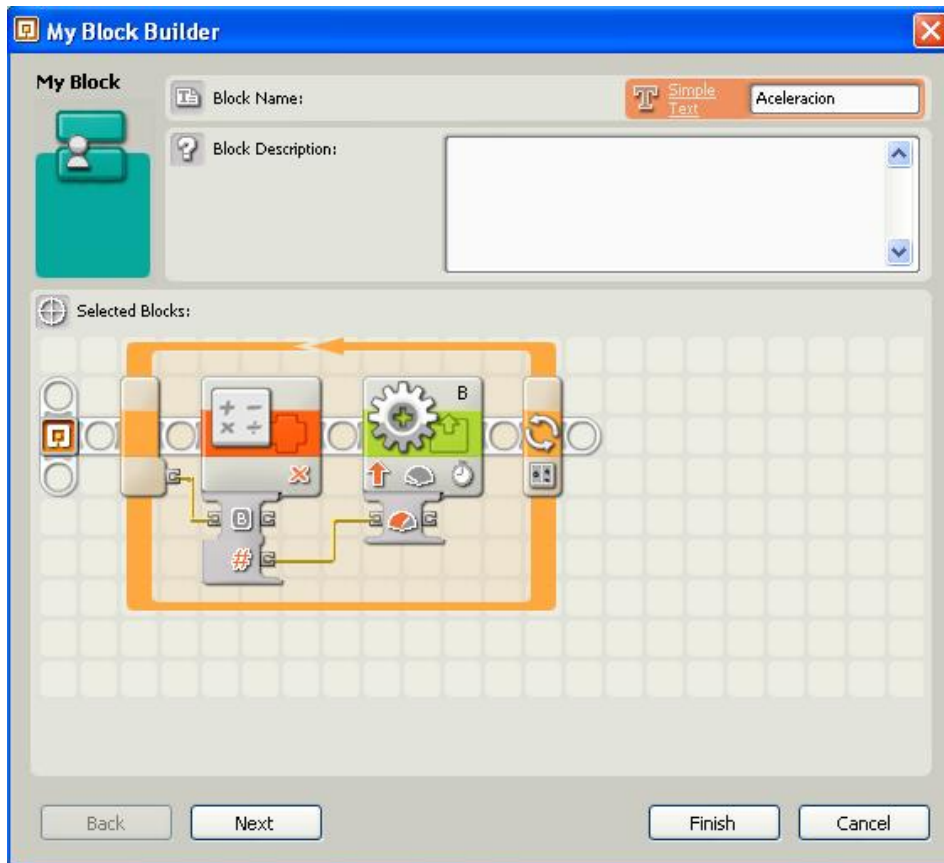 My Block Builder
My Block
Block Name:
Simple
Text
Aceleracion
Block Description:
Selected Blocks:
B
B
#
Back
Next
Finish
Cancel